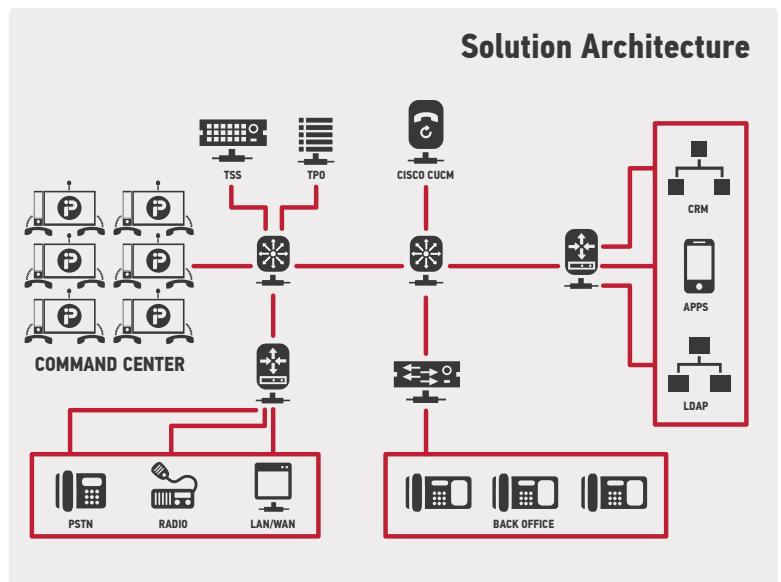 Solution Architecture
TSS
TPO
CISCO CUCM
CRM
APPS
COMMAND CENTER
LDAP
PSTN
RADIO
LAN/WAN
BACK OFFICE